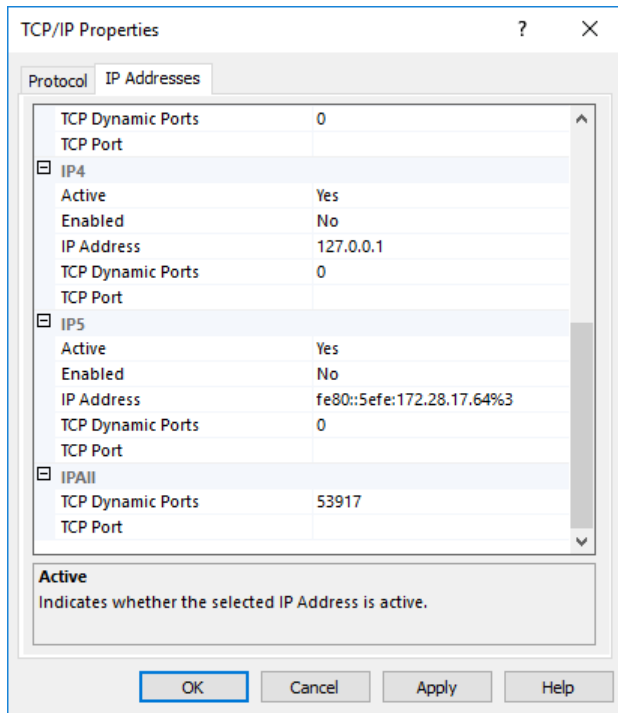 TCP/IP Properties ? ×
Protocol IP Addresses
TCP Dynamic Ports 0
TCP Port
IP4
Active Yes
Enabled No
IP Address 127.0.0.1
TCP Dynamic Ports 0
TCP Port
IP5
Active Yes
Enabled No
IP Address fe80::5efe:172.28.17.64%3
TCP Dynamic Ports 0
TCP Port
IPAll
TCP Dynamic Ports 53917
TCP Port
Active
Indicates whether the selected IP Address is active.
OK Cancel Apply Help